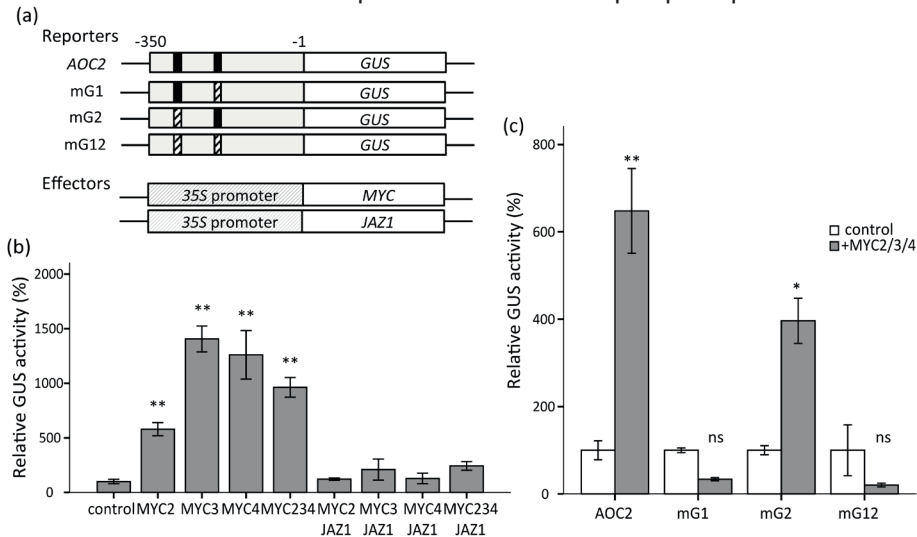 (a)
Reporters
-350 -1
AOC2 GUS
mG1 GUS
mG2 GUS
mG12 GUS
Effectors
35S promoter MYC
35S promoter JAZ1
(b)
Relative GUS activity (%)
2000
1500
1000
500
0
** ** ** **
control MYC2 MYC3 MYC4 MYC234 MYC2 MYC3 MYC4 MYC234
JAZ1 JAZ1 JAZ1 JAZ1
(c)
Relative GUS activity (%)
800
600
400
200
0
control
+MYC2/3/4
**
*
ns ns
AOC2 mG1 mG2 mG12